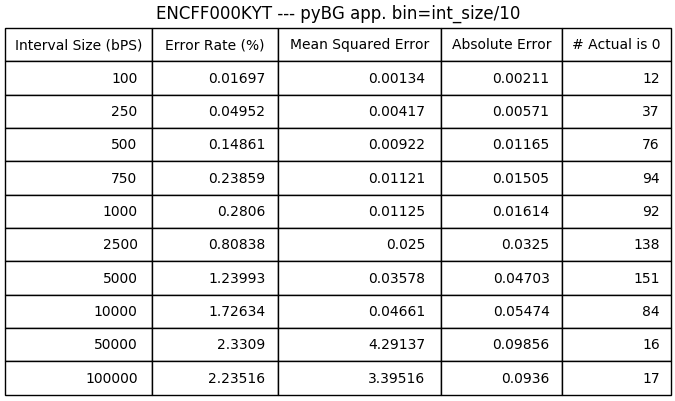 ENCFF000KYT --- pyBG app. bin=int_size/10
Interval Size (bPS) Error Rate (%) Mean Squared Error Absolute Error # Actual is 0
100 0.01697 0.00134 0.00211 12
250 0.04952 0.00417 0.00571 37
500 0.14861 0.00922 0.01165 76
750 0.23859 0.01121 0.01505 94
1000 0.2806 0.01125 0.01614 92
2500 0.80838 0.025 0.0325 138
5000 1.23993 0.03578 0.04703 151
10000 1.72634 0.04661 0.05474 84
50000 2.3309 4.29137 0.09856 16
100000 2.23516 3.39516 0.0936 17